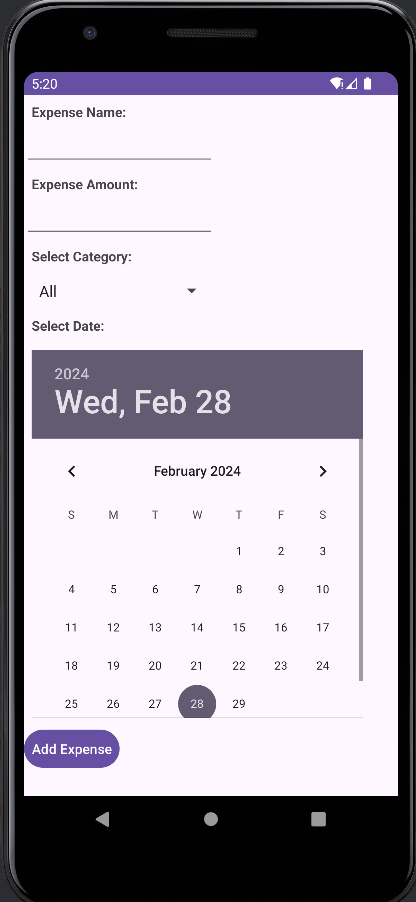 5:20
Expense Name:
Expense Amount:
Select Category:
All
Select Date:
2024
Wed, Feb 28
February 2024
S M T W T F S
1 2 3
4 5 6 7 8 9 10
11 12 13 14 15 16 17
18 19 20 21 22 23 24
25 26 27 28 29
Add Expense